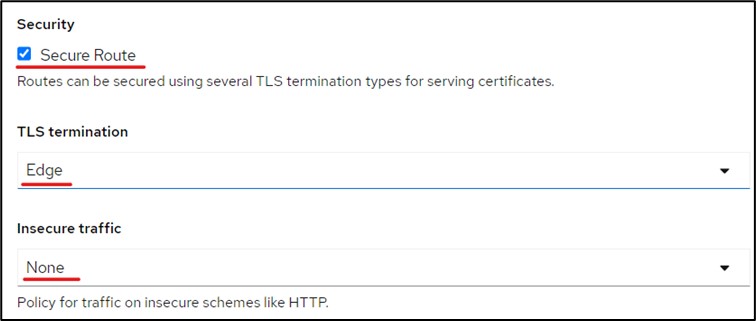 Security
Secure Route
Routes can be secured using several TLS termination types for serving certificates.
TLS termination
Edge
Insecure traffic
None
Policy for traffic on insecure schemes like HTTP.